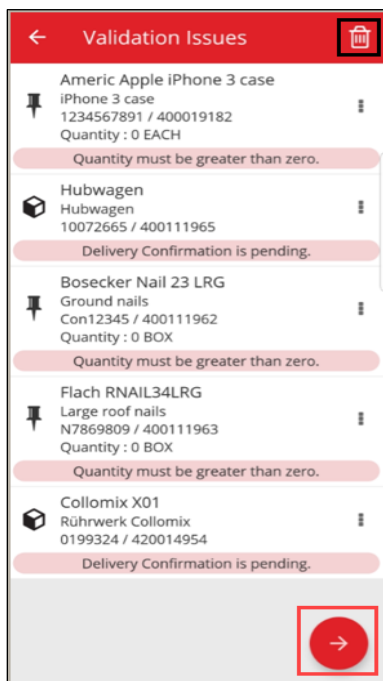 Validation Issues
Americ Apple iPhone 3 case
iPhone 3 case
1234567891 / 400019182
Quantity : 0 EACH
Quantity must be greater than zero.
Hubwagen
Hubwagen
10072665 / 400111965
Delivery Confirmation is pending.
Bosecker Nail 23 LRG
Ground nails
Con12345 / 400111962
Quantity : 0 BOX
Quantity must be greater than zero.
Flach RNAIL34LRG
Large roof nails
N7869809 / 400111963
Quantity : 0 BOX
Quantity must be greater than zero.
Collomix X01
Rührwerk Collomix
0199324 / 420014954
Delivery Confirmation is pending.